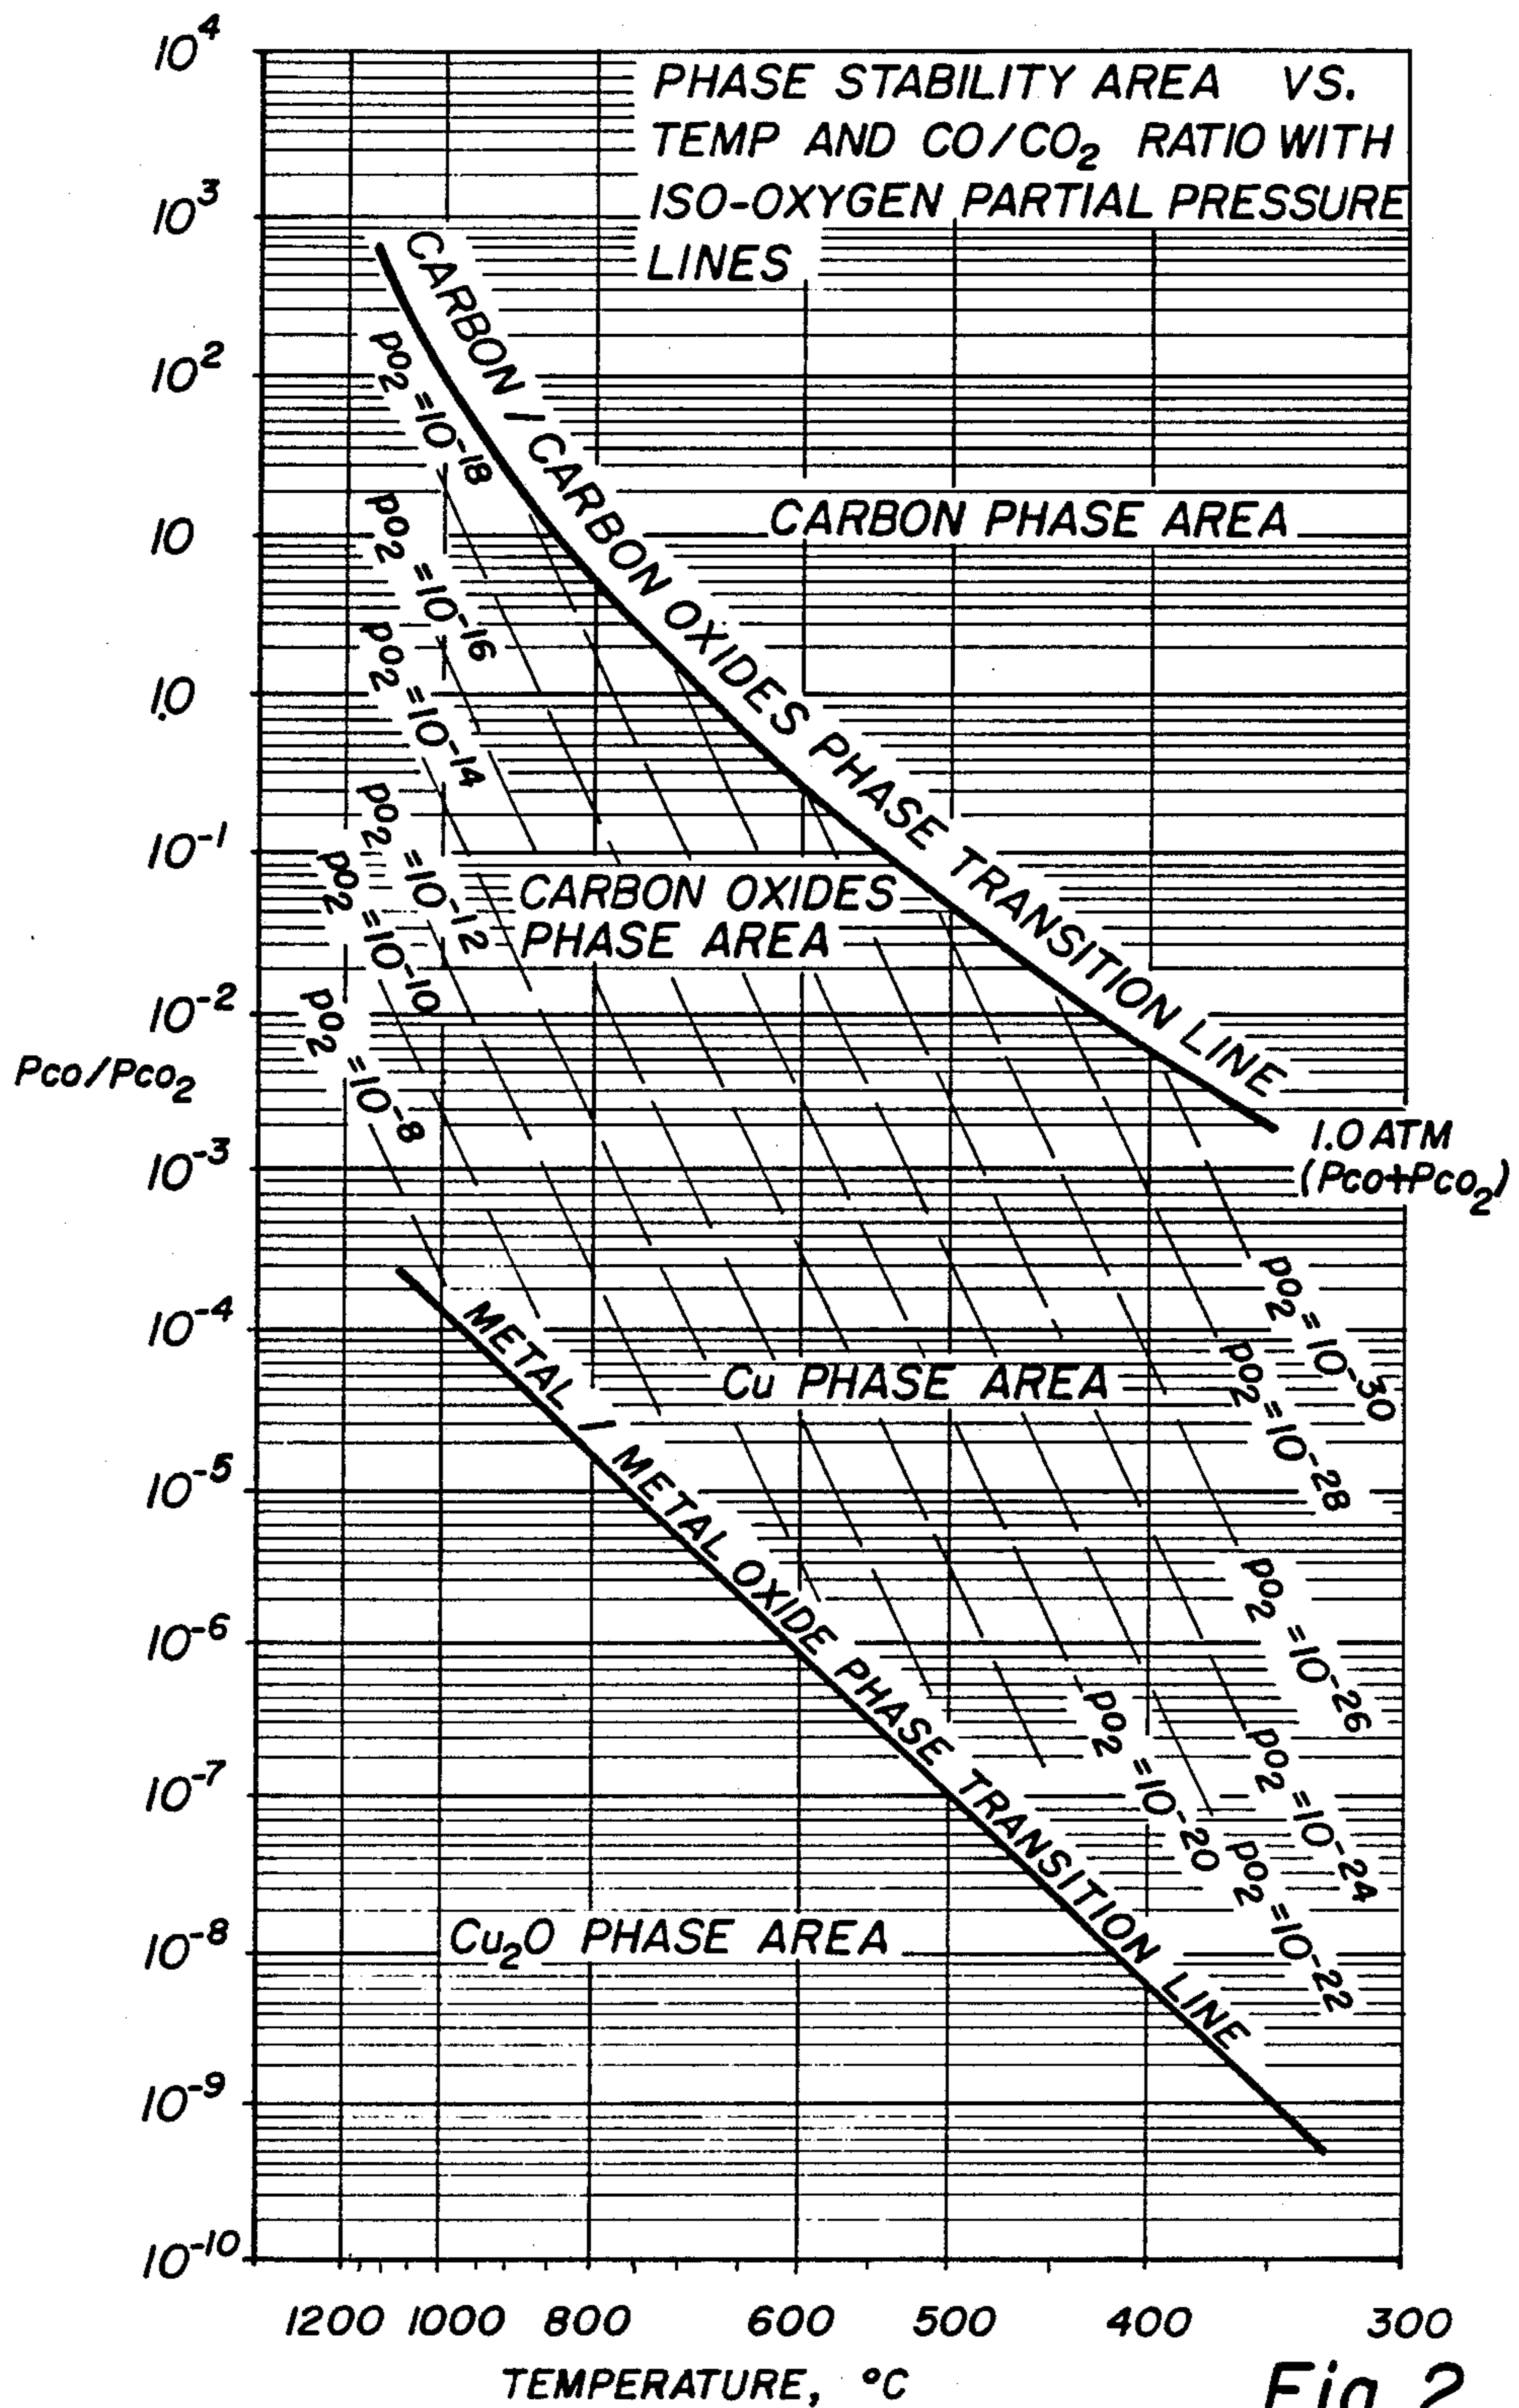 PHASE STABILITY AREA VS.
TEMP AND CO/CO₂ RATIO WITH
ISO-OXYGEN PARTIAL PRESSURE
LINES
10⁴
10³
10²
10
1.0
10⁻¹
10⁻²
10⁻³
10⁻⁴
10⁻⁵
10⁻⁶
10⁻⁷
10⁻⁸
10⁻⁹
10⁻¹⁰
Pco/Pco₂
CARBON / CARBON OXIDES PHASE TRANSITION LINE
CARBON PHASE AREA
pO₂=10⁻¹⁸
pO₂=10⁻¹⁶
pO₂=10⁻¹⁴
pO₂=10⁻¹²
pO₂=10⁻¹⁰
pO₂=10⁻⁸
CARBON OXIDES
PHASE AREA
1.0 ATM
(Pco+Pco₂)
METAL / METAL OXIDE PHASE TRANSITION LINE
Cu PHASE AREA
pO₂=10⁻³⁰
pO₂=10⁻²⁸
pO₂=10⁻²⁶
pO₂=10⁻²⁴
pO₂=10⁻²²
pO₂=10⁻²⁰
Cu₂O PHASE AREA
1200 1000 800 600 500 400 300
TEMPERATURE, °C
Fig. 2